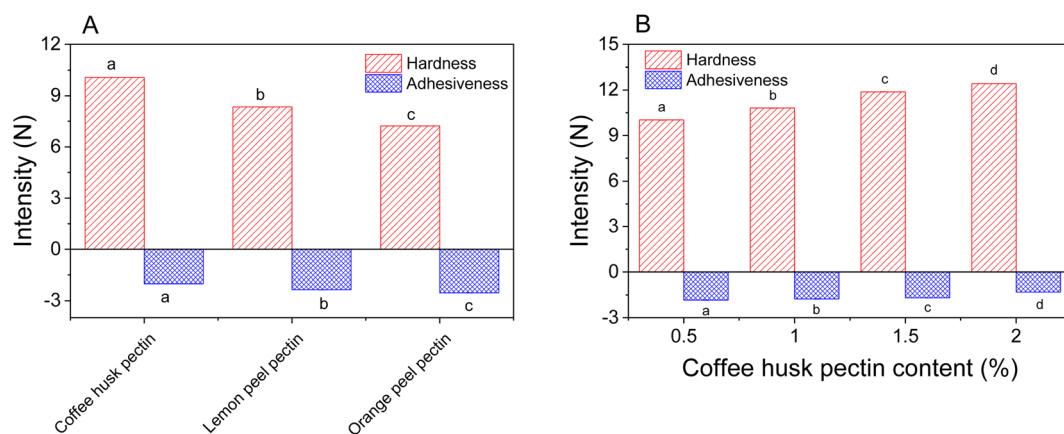 A
Intensity (N)
12
9
6
3
0
-3
Hardness
Adhesiveness
a
b
c
a
b
c
Coffee husk pectin
Lemon peel pectin
Orange peel pectin
B
Intensity (N)
15
12
9
6
3
0
-3
Hardness
Adhesiveness
a
b
c
d
a
b
c
d
0.5 1 1.5 2
Coffee husk pectin content (%)